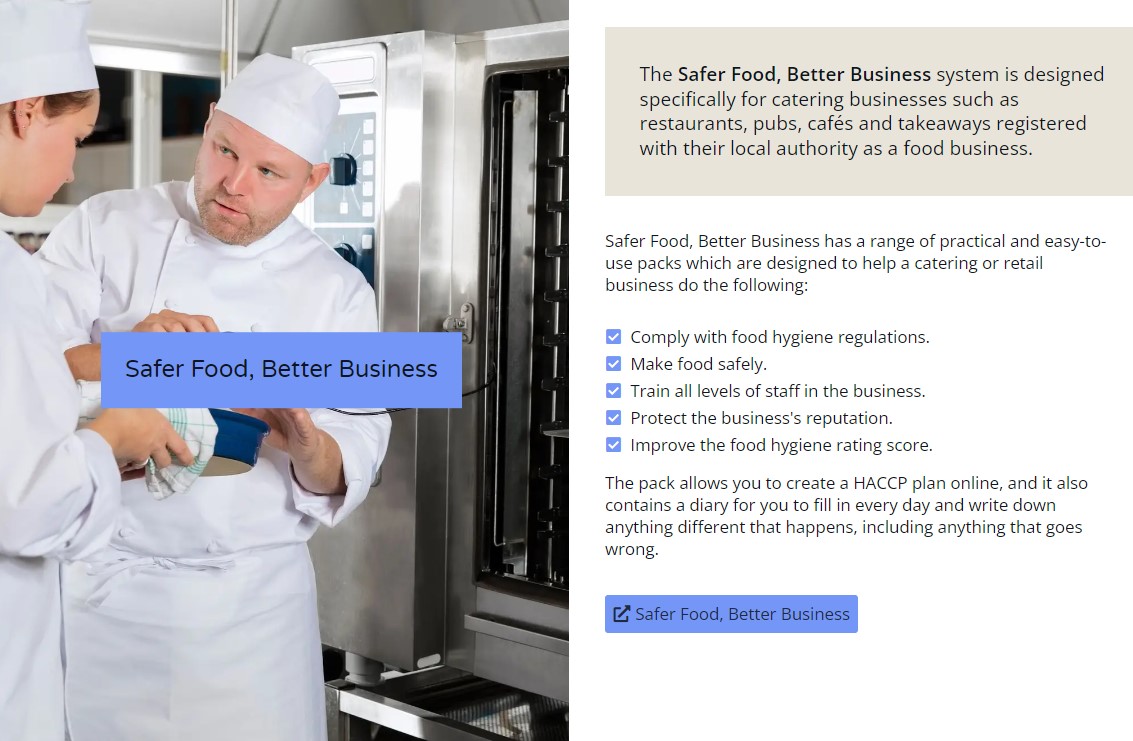 Safer Food, Better Business
The Safer Food, Better Business system is designed
specifically for catering businesses such as
restaurants, pubs, cafés and takeaways registered
with their local authority as a food business.
Safer Food, Better Business has a range of practical and easy-to-
use packs which are designed to help a catering or retail
business do the following:
Comply with food hygiene regulations.
Make food safely.
Train all levels of staff in the business.
Protect the business's reputation.
Improve the food hygiene rating score.
The pack allows you to create a HACCP plan online, and it also
contains a diary for you to fill in every day and write down
anything different that happens, including anything that goes
wrong.
Safer Food, Better Business